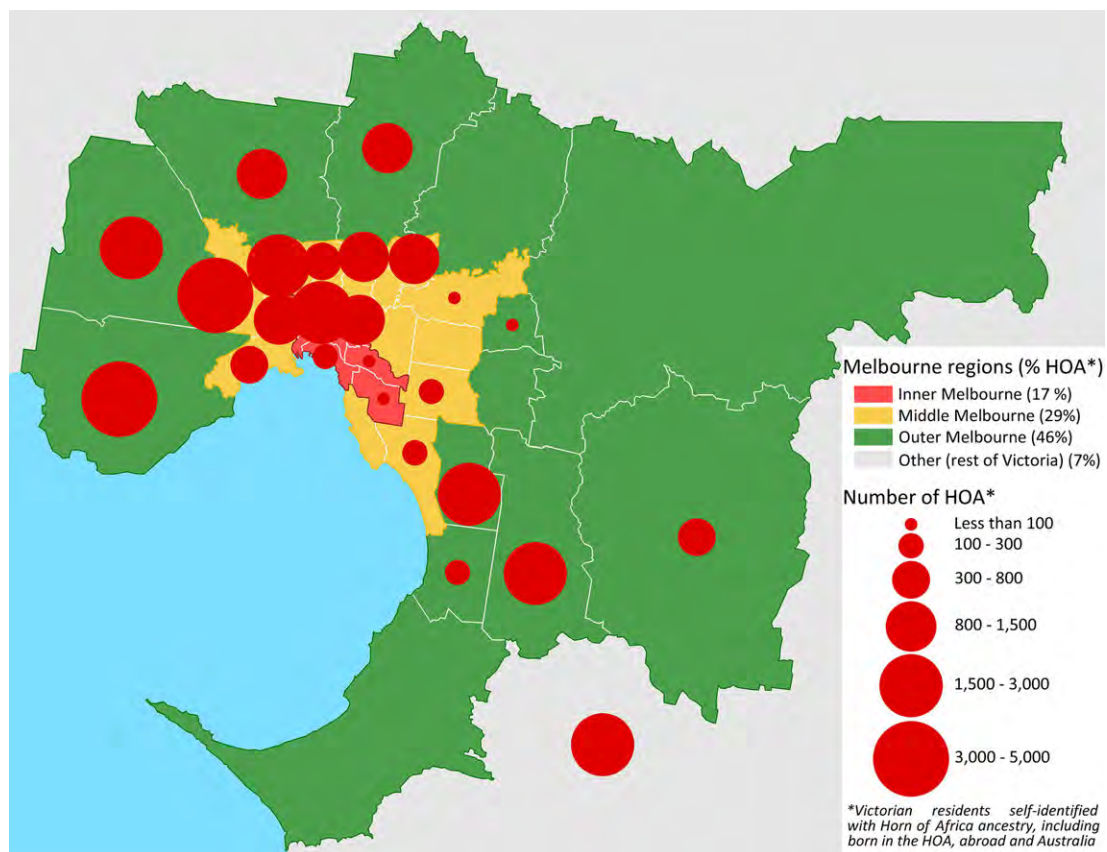 Melbourne regions (% HOA*)
Inner Melbourne (17 %)
Middle Melbourne (29%)
Outer Melbourne (46%)
Other (rest of Victoria) (7%)
Number of HOA*
Less than 100
100 - 300
300 - 800
800 - 1,500
1,500 - 3,000
3,000 - 5,000
*Victorian residents self-identified
with Horn of Africa ancestry, including
born in the HOA, abroad and Australia